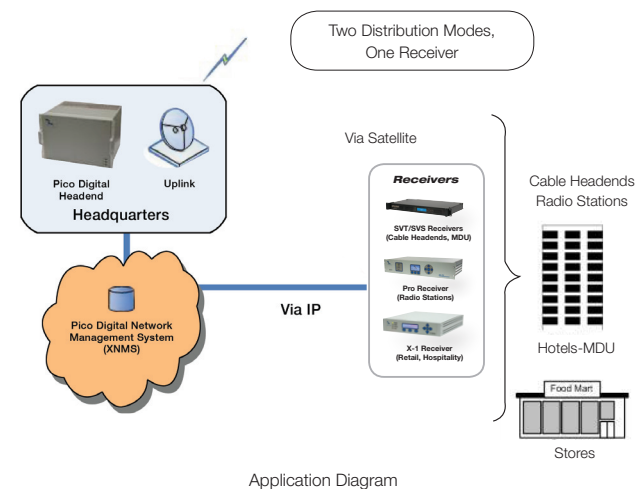 Two Distribution Modes,
One Receiver
Via Satellite
Pico Digital
Headend
Uplink
Headquarters
Pico Digital Network
Management System
(XNMS)
Via IP
Receivers
SVT/SVS Receivers
(Cable Headends, MDU)
Pro Receiver
(Radio Stations)
X-1 Receiver
(Retail, Hospitality)
Cable Headends
Radio Stations
Hotels-MDU
Food Mart
Stores
Application Diagram